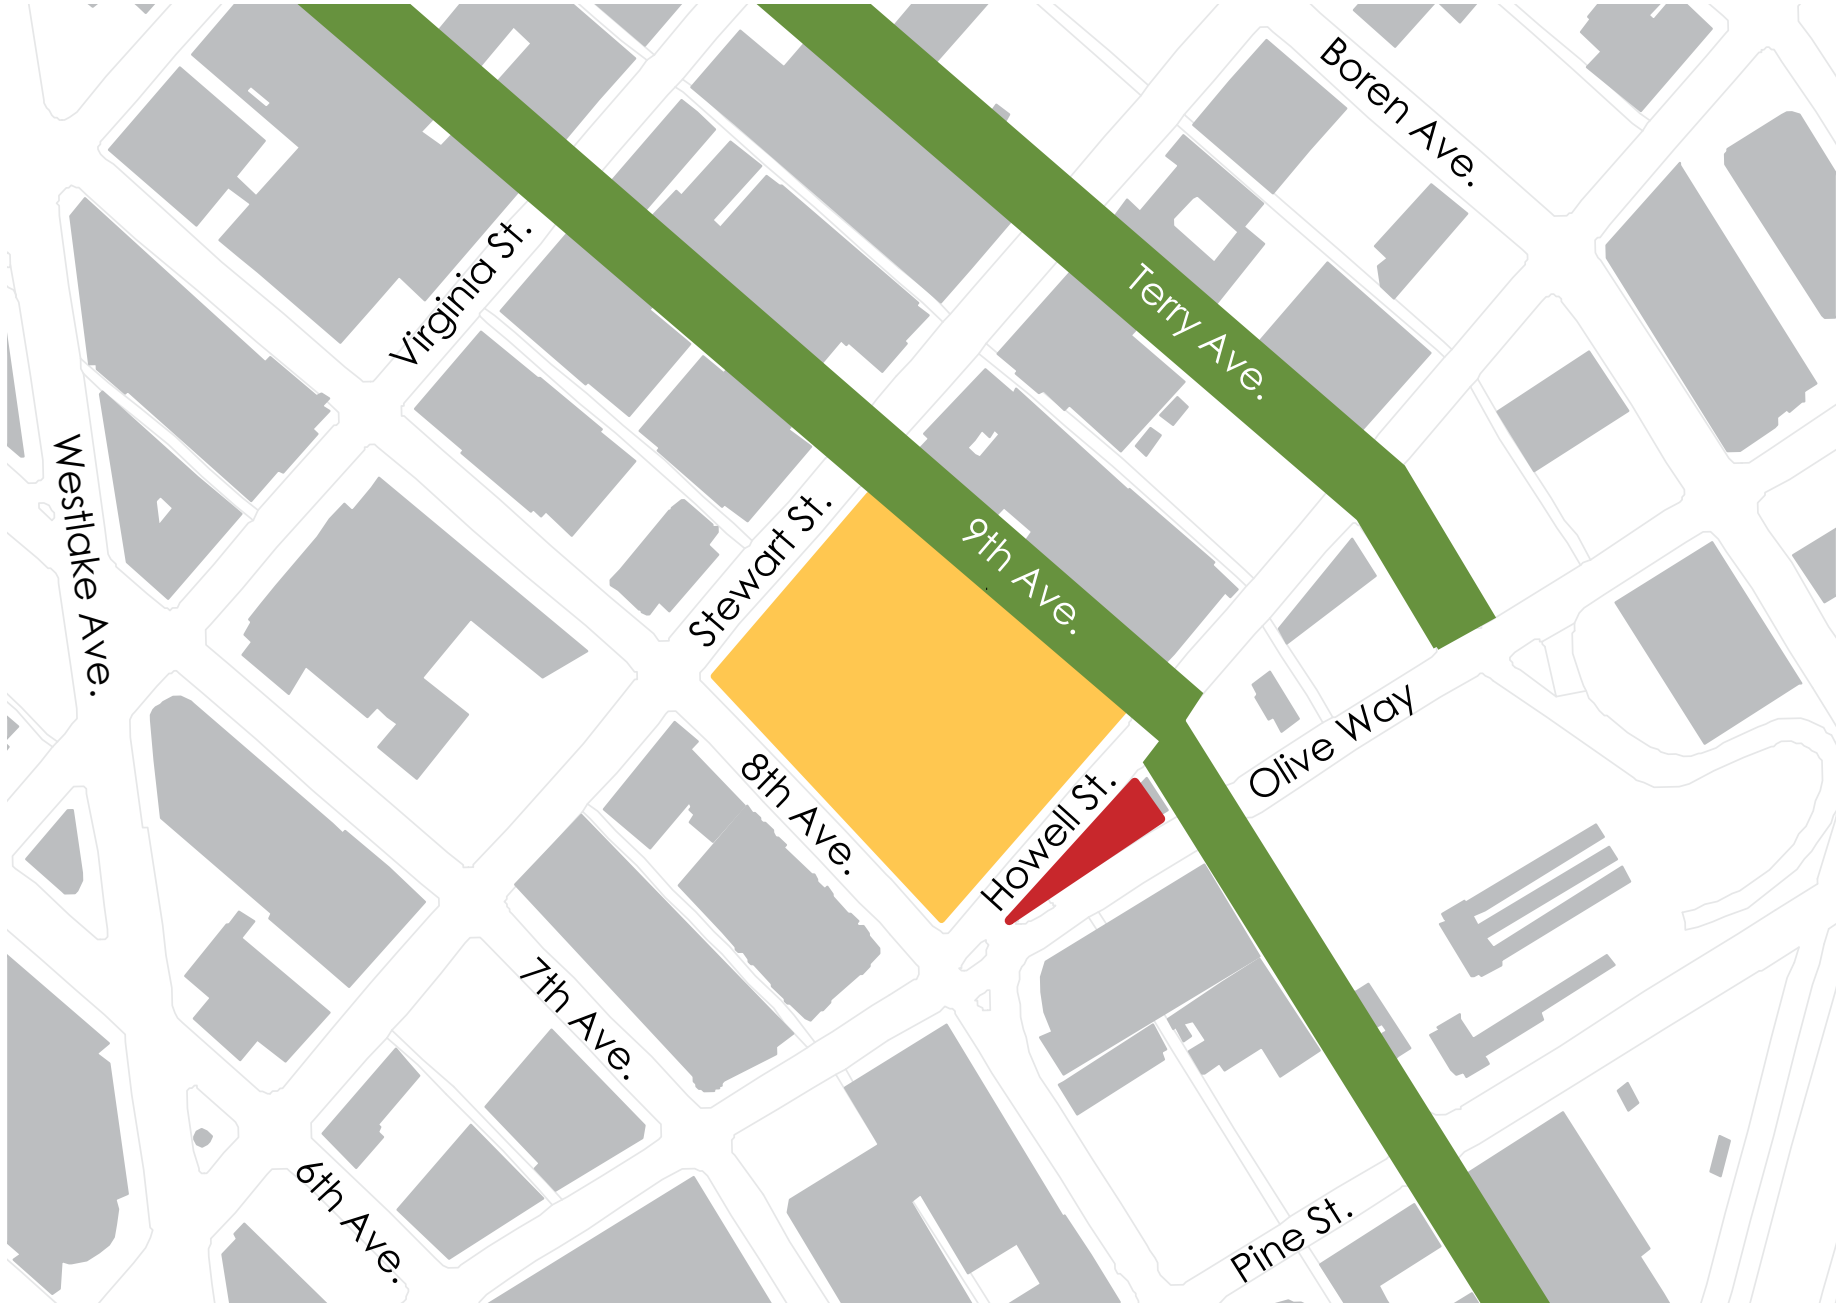 Boren Ave.
Virginia St.
Terry Ave.
Westlake Ave.
Stewart St.
9th Ave.
Olive Way
8th Ave.
Howell St.
7th Ave.
6th Ave.
Pine St.